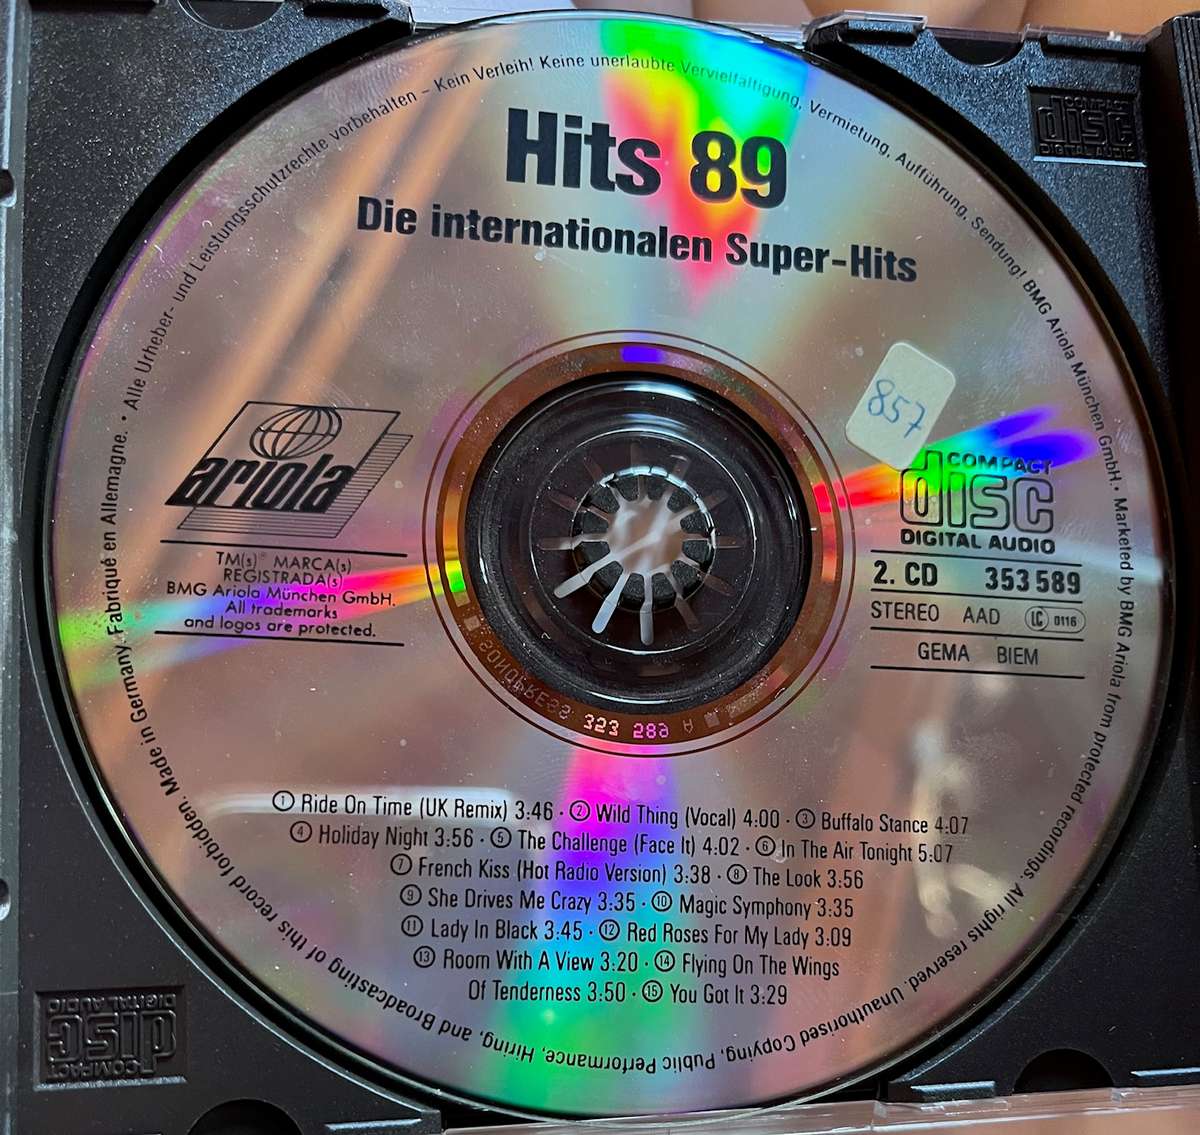 Alle Urheber- und Leistungsschutzrechte vorbehalten – Kein Verleih! Keine unerlaubte Vervielfältigung, Vermietung, Aufführung, Sendung! BMG Ariola München GmbH. • Marketed by BMG Ariola from protected recordings. All rights reserved. Unauthorised Copying, Public Performance, Hiring, and Broadcasting of this record forbidden. Made in Germany. Fabriqué en Allemagne. •
Hits 89
Die internationalen Super-Hits
857
ariola
TM(s)® MARCA(s)
REGISTRADA(s)
BMG Ariola München GmbH.
All trademarks
and logos are protected.
COMPACT
disc
DIGITAL AUDIO
2. CD 353 589
STEREO AAD LC 0116
GEMA BIEM
SONOPRESS 323 286 A
① Ride On Time (UK Remix) 3:46 · ② Wild Thing (Vocal) 4:00 · ③ Buffalo Stance 4:07
④ Holiday Night 3:56 · ⑤ The Challenge (Face It) 4:02 · ⑥ In The Air Tonight 5:07
⑦ French Kiss (Hot Radio Version) 3:38 · ⑧ The Look 3:56
⑨ She Drives Me Crazy 3:35 · ⑩ Magic Symphony 3:35
⑪ Lady In Black 3:45 · ⑫ Red Roses For My Lady 3:09
⑬ Room With A View 3:20 · ⑭ Flying On The Wings
Of Tenderness 3:50 · ⑮ You Got It 3:29
COMPACT
disc
DIGITAL AUDIO
COMPACT
disc
DIGITAL AUDIO